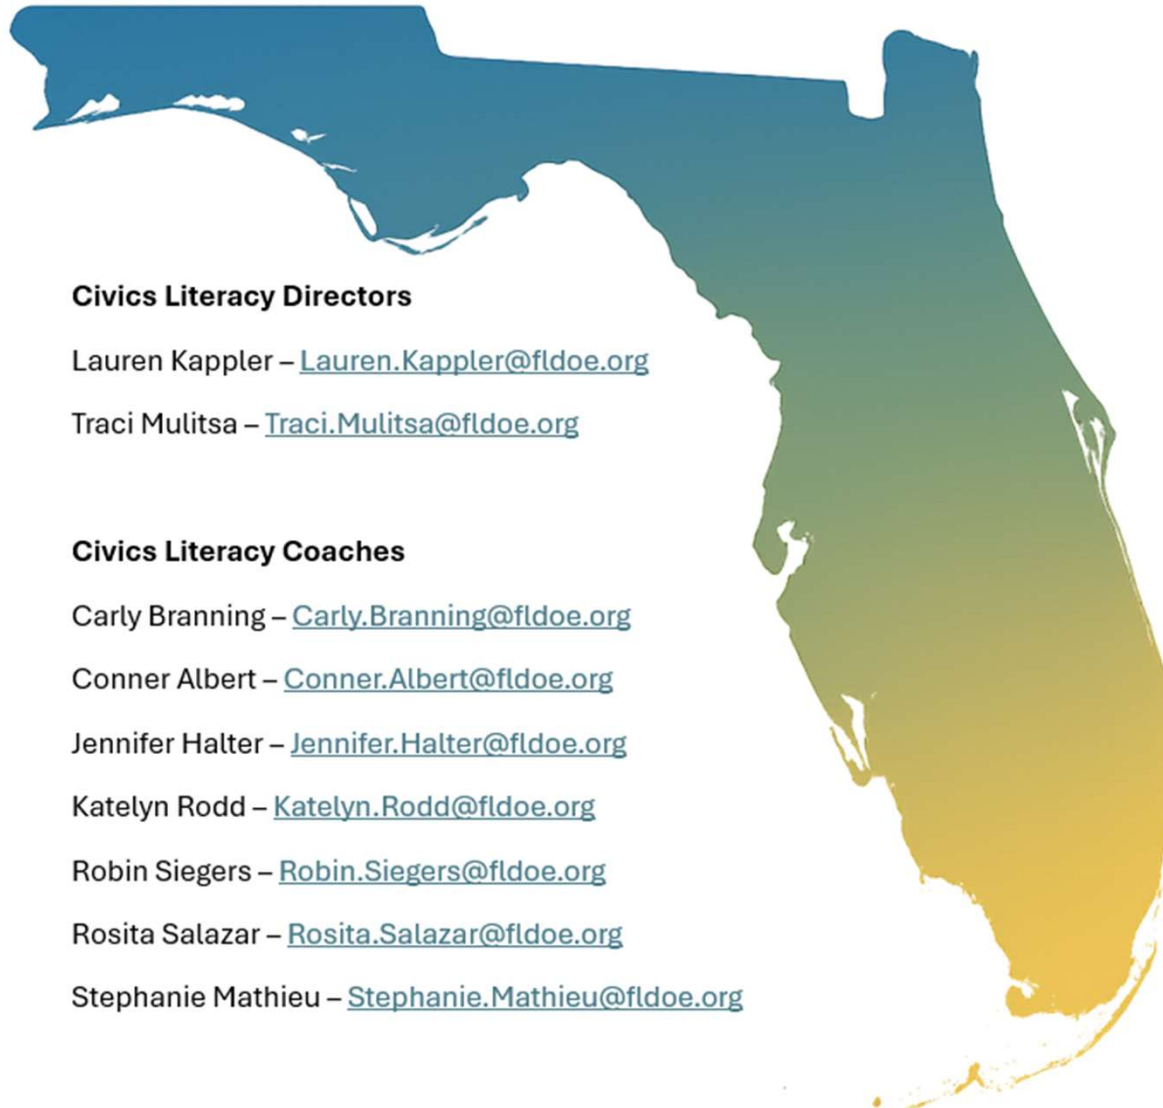 Civics Literacy Directors
Lauren Kappler – Lauren.Kappler@fldoe.org
Traci Mulitsa – Traci.Mulitsa@fldoe.org
Civics Literacy Coaches
Carly Branning – Carly.Branning@fldoe.org
Conner Albert – Conner.Albert@fldoe.org
Jennifer Halter – Jennifer.Halter@fldoe.org
Katelyn Rodd – Katelyn.Rodd@fldoe.org
Robin Siegers – Robin.Siegers@fldoe.org
Rosita Salazar – Rosita.Salazar@fldoe.org
Stephanie Mathieu – Stephanie.Mathieu@fldoe.org